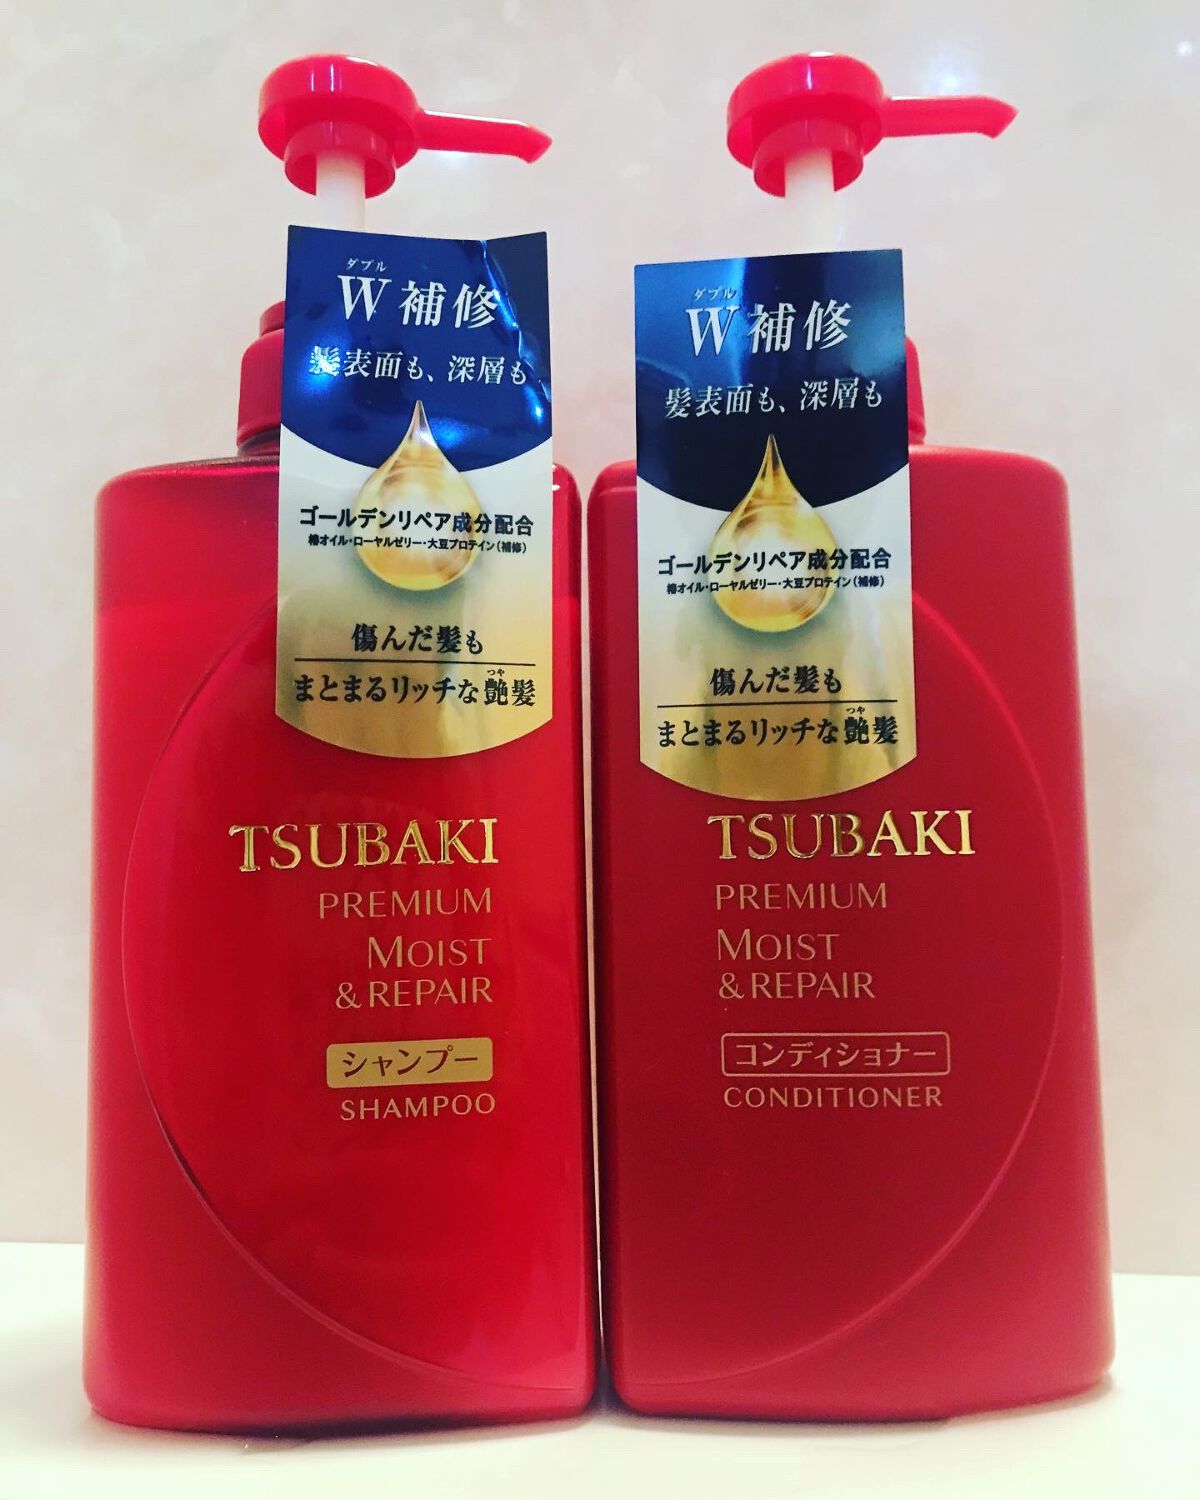 ダブル
W補修
髪表面も、深層も
ゴールデンリペア成分配合
椿オイル・ローヤルゼリー・大豆プロテイン(補修)
傷んだ髪も
つや
まとまるリッチな艶髪
TSUBAKI
PREMIUM
MOIST
& REPAIR
シャンプー
SHAMPOO
ダブル
W補修
髪表面も、深層も
ゴールデンリペア成分配合
椿オイル・ローヤルゼリー・大豆プロテイン(補修)
傷んだ髪も
つや
まとまるリッチな艶髪
TSUBAKI
PREMIUM
MOIST
& REPAIR
コンディショナー
CONDITIONER